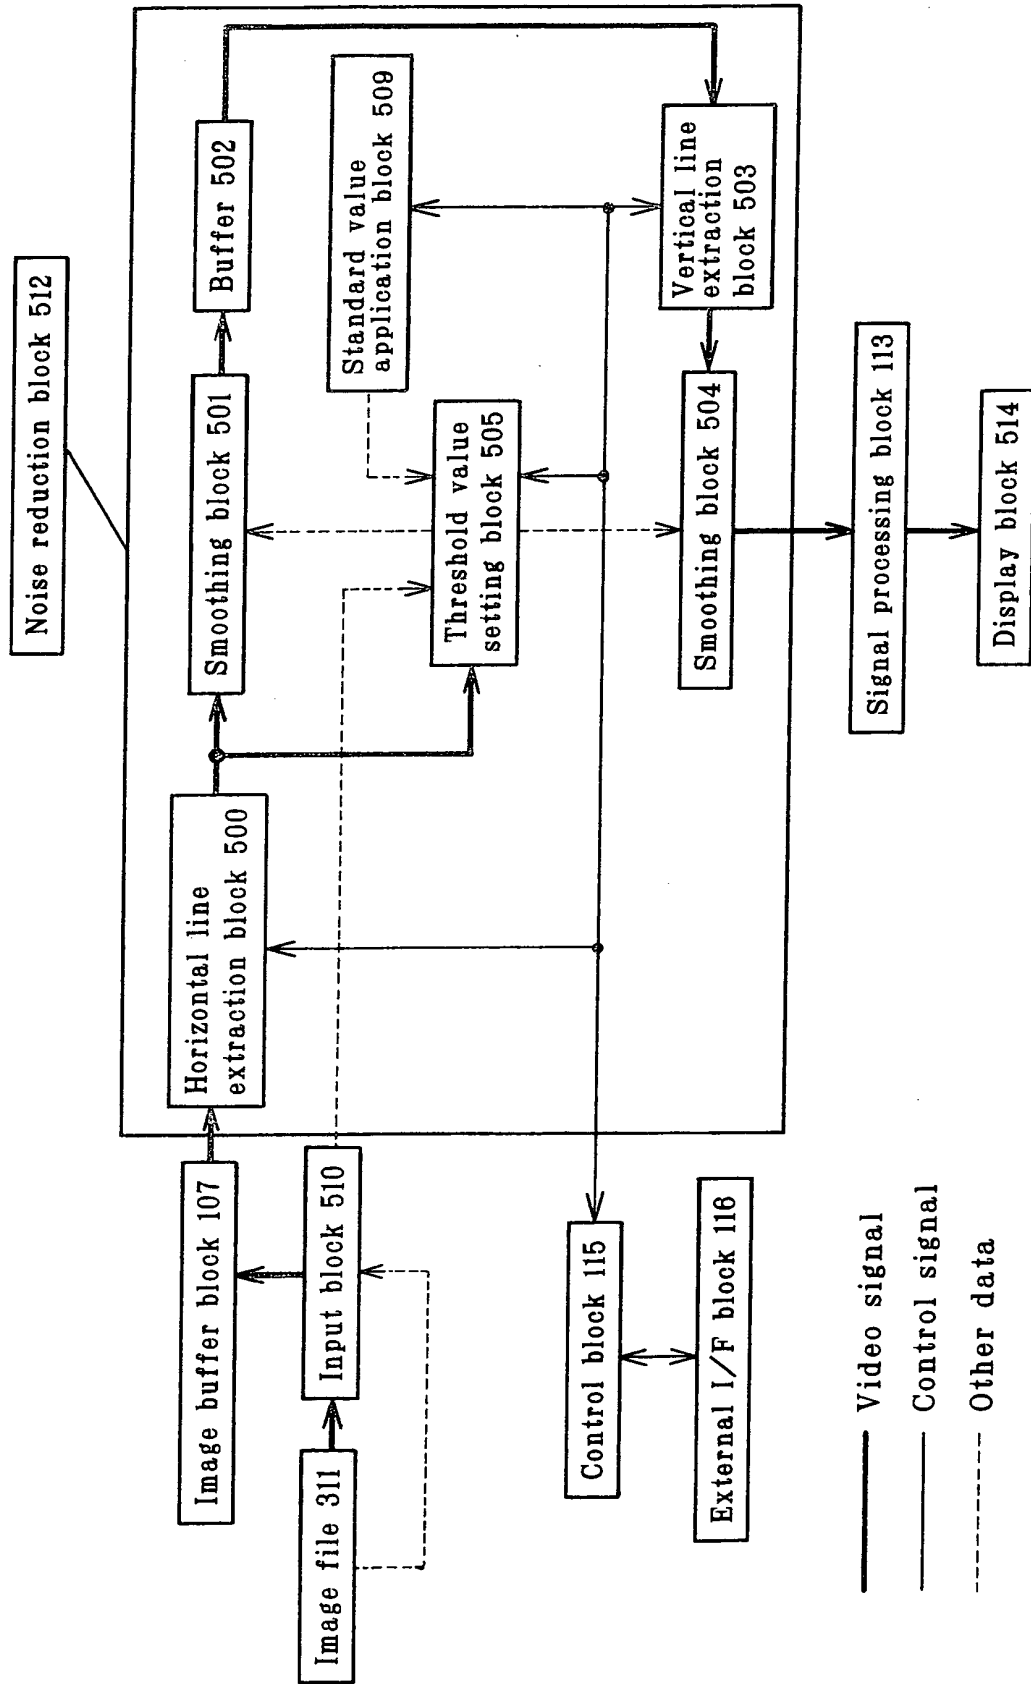 Noise reduction block 512
Image buffer block 107
Horizontal line
extraction block 500
Smoothing block 501
Buffer 502
Image file 311
Input block 510
Standard value
application block 509
Threshold value
setting block 505
Control block 115
Smoothing block 504
Vertical line
extraction
block 503
External I/F block 116
Signal processing block 113
Display block 514
Video signal
Control signal
Other data